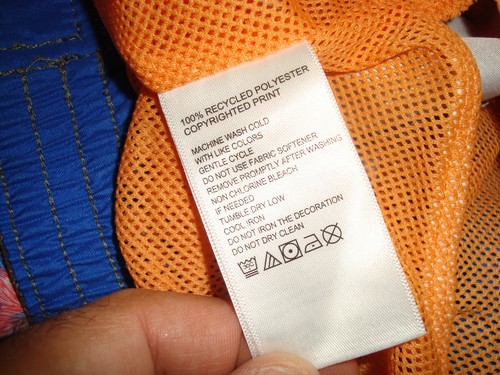 100% RECYCLED POLYESTER
COPYRIGHTED PRINT
MACHINE WASH COLD
WITH LIKE COLORS
GENTLE CYCLE
DO NOT USE FABRIC SOFTENER
REMOVE PROMPTLY AFTER WASHING
NON CHLORINE BLEACH
IF NEEDED
TUMBLE DRY LOW
COOL IRON
DO NOT IRON THE DECORATION
DO NOT DRY CLEAN